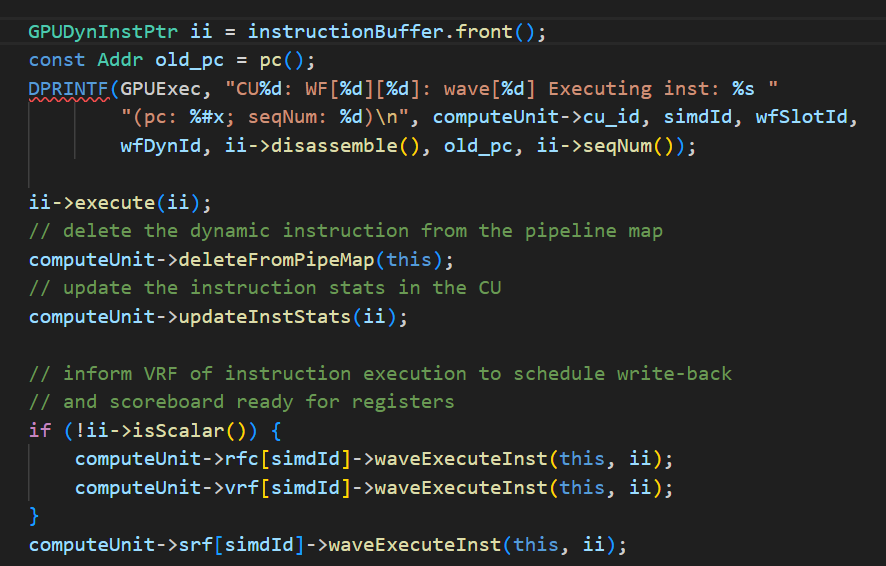 GPUDynInstPtr ii = instructionBuffer.front();
const Addr old_pc = pc();
DPRINTF(GPUExec, "CU%d: WF[%d][%d]: wave[%d] Executing inst: %s "
        "(pc: %#x; seqNum: %d)\n", computeUnit->cu_id, simdId, wfSlotId,
        wfDynId, ii->disassemble(), old_pc, ii->seqNum());

ii->execute(ii);
// delete the dynamic instruction from the pipeline map
computeUnit->deleteFromPipeMap(this);
// update the instruction stats in the CU
computeUnit->updateInstStats(ii);

// inform VRF of instruction execution to schedule write-back
// and scoreboard ready for registers
if (!ii->isScalar()) {
    computeUnit->rfc[simdId]->waveExecuteInst(this, ii);
    computeUnit->vrf[simdId]->waveExecuteInst(this, ii);
}
computeUnit->srf[simdId]->waveExecuteInst(this, ii);